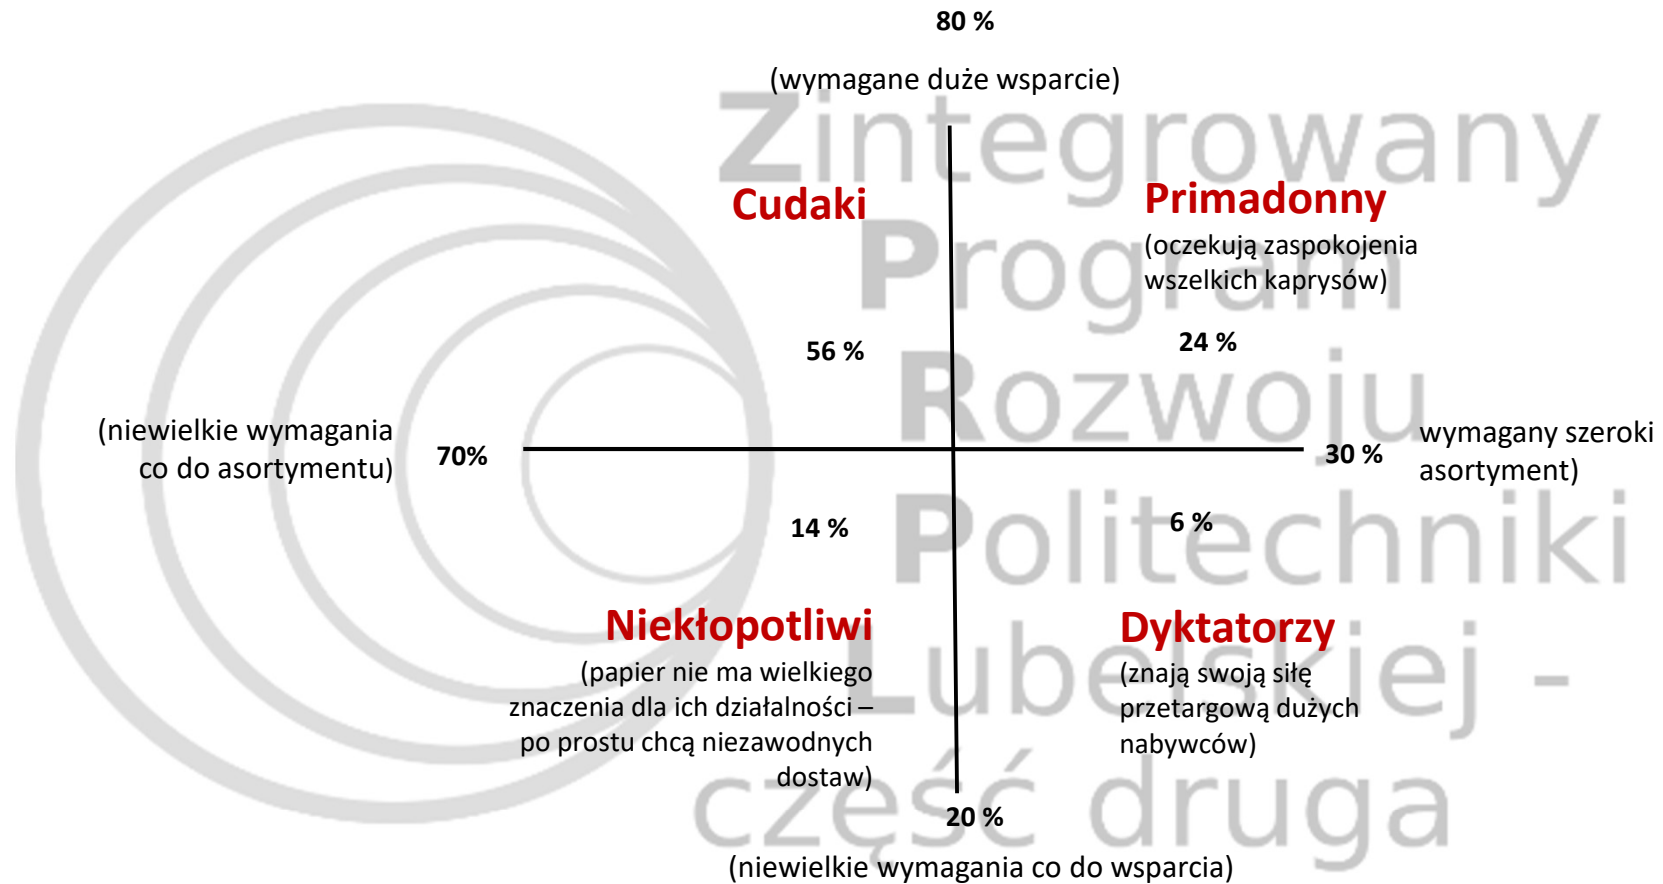 80 %
(wymagane duże wsparcie)
Zintegrowany
Program
Rozwoju
Politechniki
Lubelskiej -
część druga
Cudaki
Primadonny
(oczekują zaspokojenia
wszelkich kaprysów)
56 %
24 %
(niewielkie wymagania
co do asortymentu)
70%
30 %
wymagany szeroki
asortyment)
14 %
6 %
Niekłopotliwi
(papier nie ma wielkiego
znaczenia dla ich działalności –
po prostu chcą niezawodnych
dostaw)
Dyktatorzy
(znają swoją siłę
przetargową dużych
nabywców)
20 %
(niewielkie wymagania co do wsparcia)